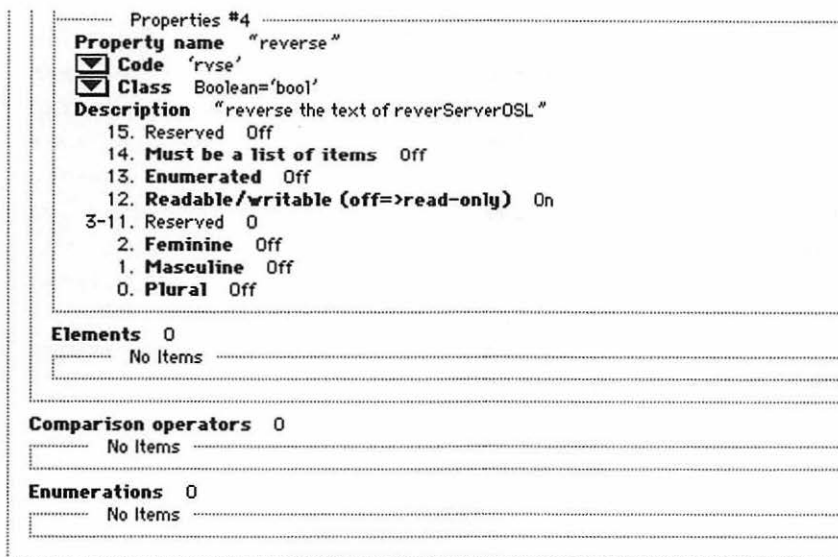 Properties #4
Property name "reverse"
Code 'rvse'
Class Boolean='bool'
Description "reverse the text of reverServerOSL"
15. Reserved Off
14. Must be a list of items Off
13. Enumerated Off
12. Readable/writable (off=>read-only) On
3-11. Reserved 0
2. Feminine Off
1. Masculine Off
0. Plural Off
Elements 0
No Items
Comparison operators 0
No Items
Enumerations 0
No Items